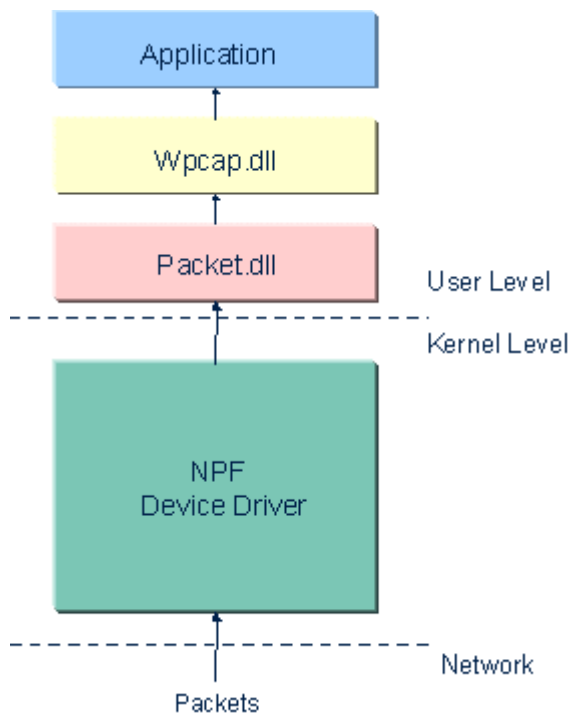 Application
Wpcap.dll
Packet.dll
User Level
Kernel Level
NPF
Device Driver
Network
Packets